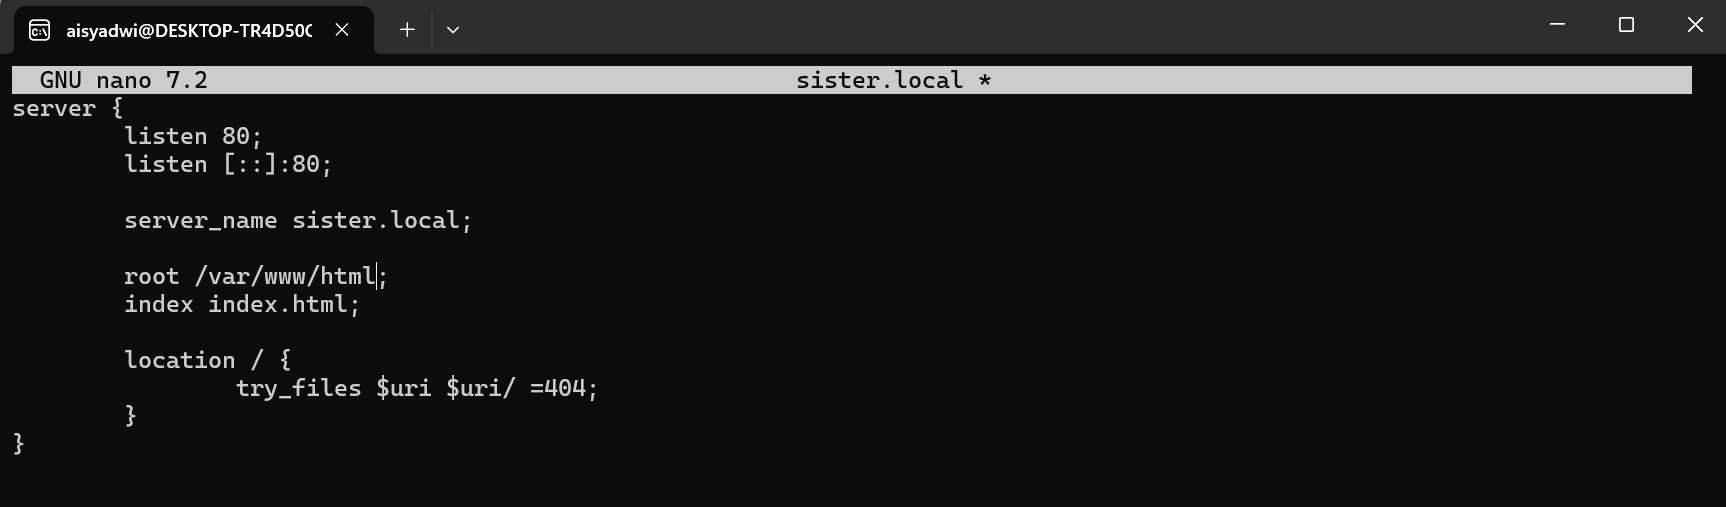 aisyadwi@DESKTOP-TR4D50
GNU nano 7.2 sister.local *
server {
        listen 80;
        listen [::]:80;

        server_name sister.local;

        root /var/www/html;
        index index.html;

        location / {
                try_files $uri $uri/ =404;
        }
}